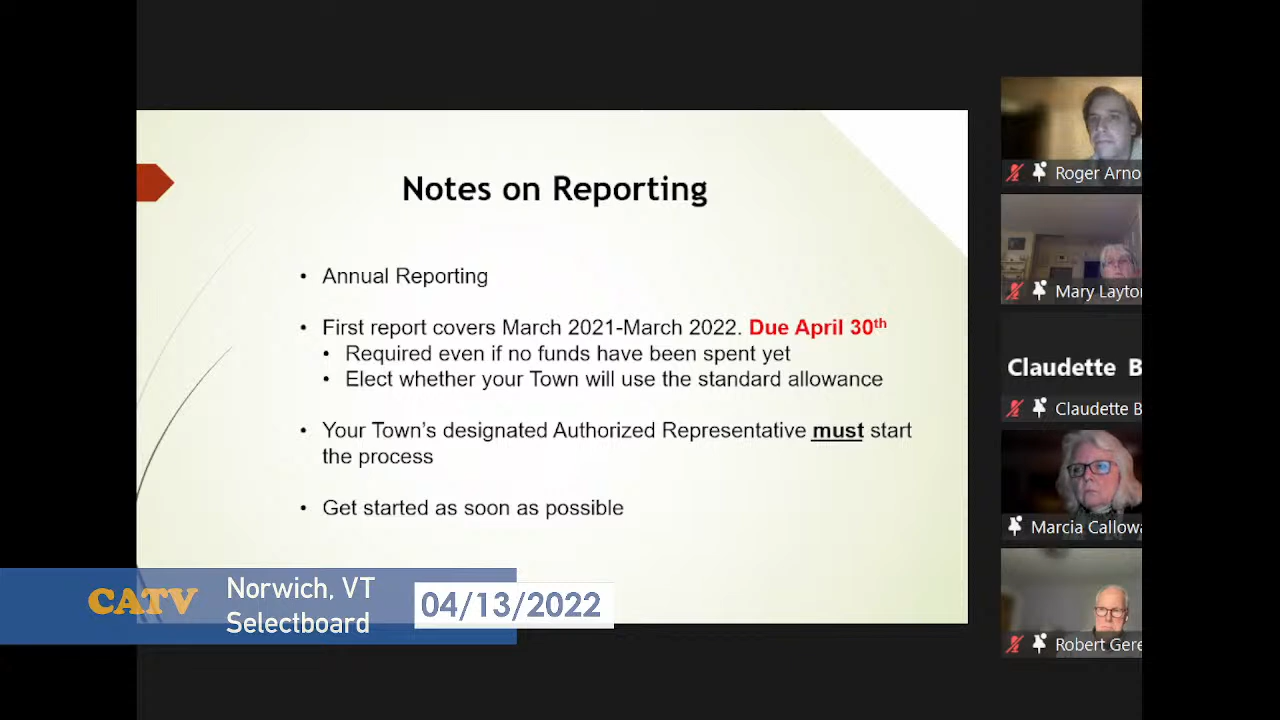 Notes on Reporting
• Annual Reporting
• First report covers March 2021-March 2022. Due April 30th
• Required even if no funds have been spent yet
• Elect whether your Town will use the standard allowance
• Your Town's designated Authorized Representative must start
the process
• Get started as soon as possible
Roger Arno
Mary Layto
Claudette B
Claudette B
Marcia Callow
Robert Gere
CATV
Norwich, VT
Selectboard
04/13/2022